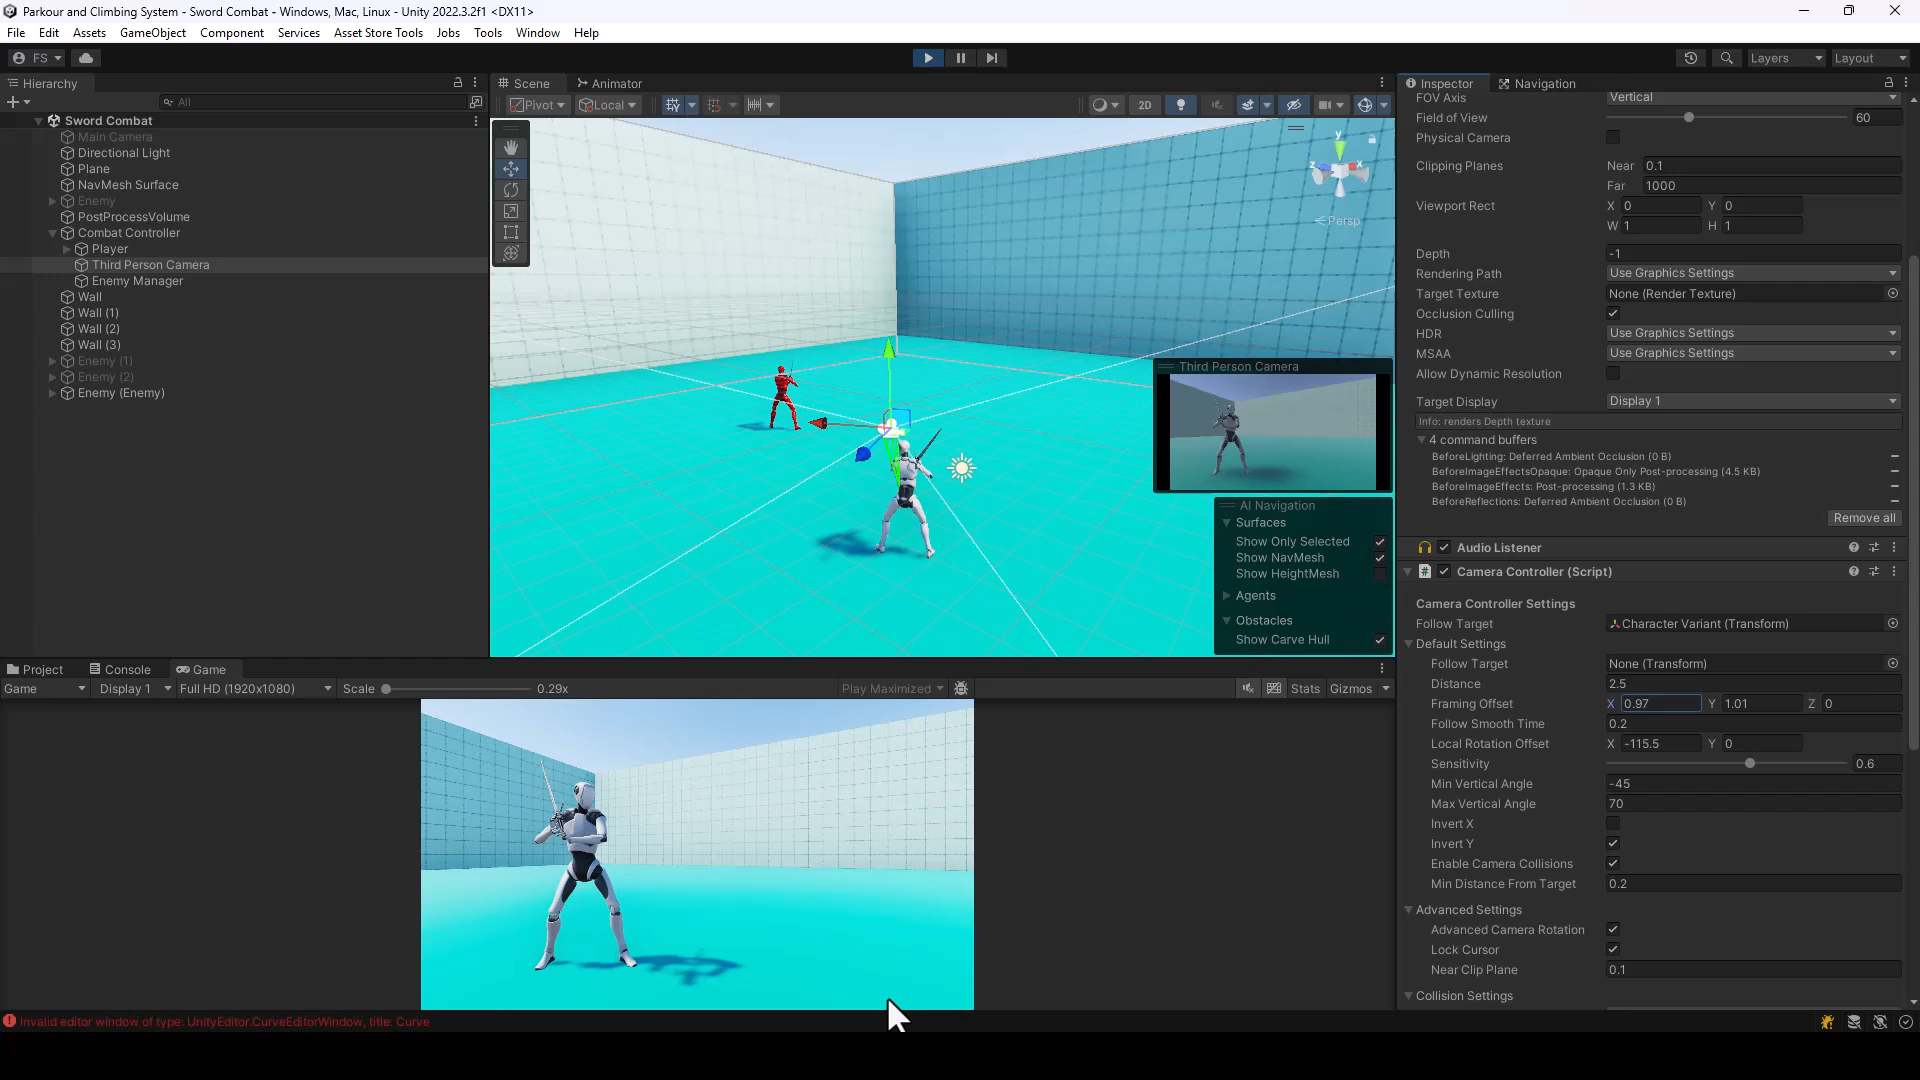 Parkour and Climbing System - Sword Combat - Windows, Mac, Linux - Unity 2022.3.2f1 <DX11>
File Edit Assets GameObject Component Services Asset Store Tools Jobs Tools Window Help
FS
Layers
Layout
Hierarchy
All
Sword Combat
Main Camera
Directional Light
Plane
NavMesh Surface
Enemy
PostProcessVolume
Combat Controller
Player
Third Person Camera
Enemy Manager
Wall
Wall (1)
Wall (2)
Wall (3)
Enemy (1)
Enemy (2)
Enemy (Enemy)
Scene Animator
Pivot Local 2D
y
z x
< Persp
Third Person Camera
AI Navigation
Surfaces
Show Only Selected
Show NavMesh
Show HeightMesh
Agents
Obstacles
Show Carve Hull
Project Console Game
Game Display 1 Full HD (1920x1080) Scale 0.29x Play Maximized Stats Gizmos
Inspector Navigation
FOV Axis Vertical
Field of View 60
Physical Camera
Clipping Planes Near 0.1
Far 1000
Viewport Rect X 0 Y 0
W 1 H 1
Depth -1
Rendering Path Use Graphics Settings
Target Texture None (Render Texture)
Occlusion Culling
HDR Use Graphics Settings
MSAA Use Graphics Settings
Allow Dynamic Resolution
Target Display Display 1
Info: renders Depth texture
4 command buffers
BeforeLighting: Deferred Ambient Occlusion (0 B)
BeforeImageEffectsOpaque: Opaque Only Post-processing (4.5 KB)
BeforeImageEffects: Post-processing (1.3 KB)
BeforeReflections: Deferred Ambient Occlusion (0 B)
Remove all
Audio Listener
# Camera Controller (Script)
Camera Controller Settings
Follow Target Character Variant (Transform)
Default Settings
Follow Target None (Transform)
Distance 2.5
Framing Offset X 0.97 Y 1.01 Z 0
Follow Smooth Time 0.2
Local Rotation Offset X -115.5 Y 0
Sensitivity 0.6
Min Vertical Angle -45
Max Vertical Angle 70
Invert X
Invert Y
Enable Camera Collisions
Min Distance From Target 0.2
Advanced Settings
Advanced Camera Rotation
Lock Cursor
Near Clip Plane 0.1
Collision Settings
Invalid editor window of type: UnityEditor.CurveEditorWindow, title: Curve